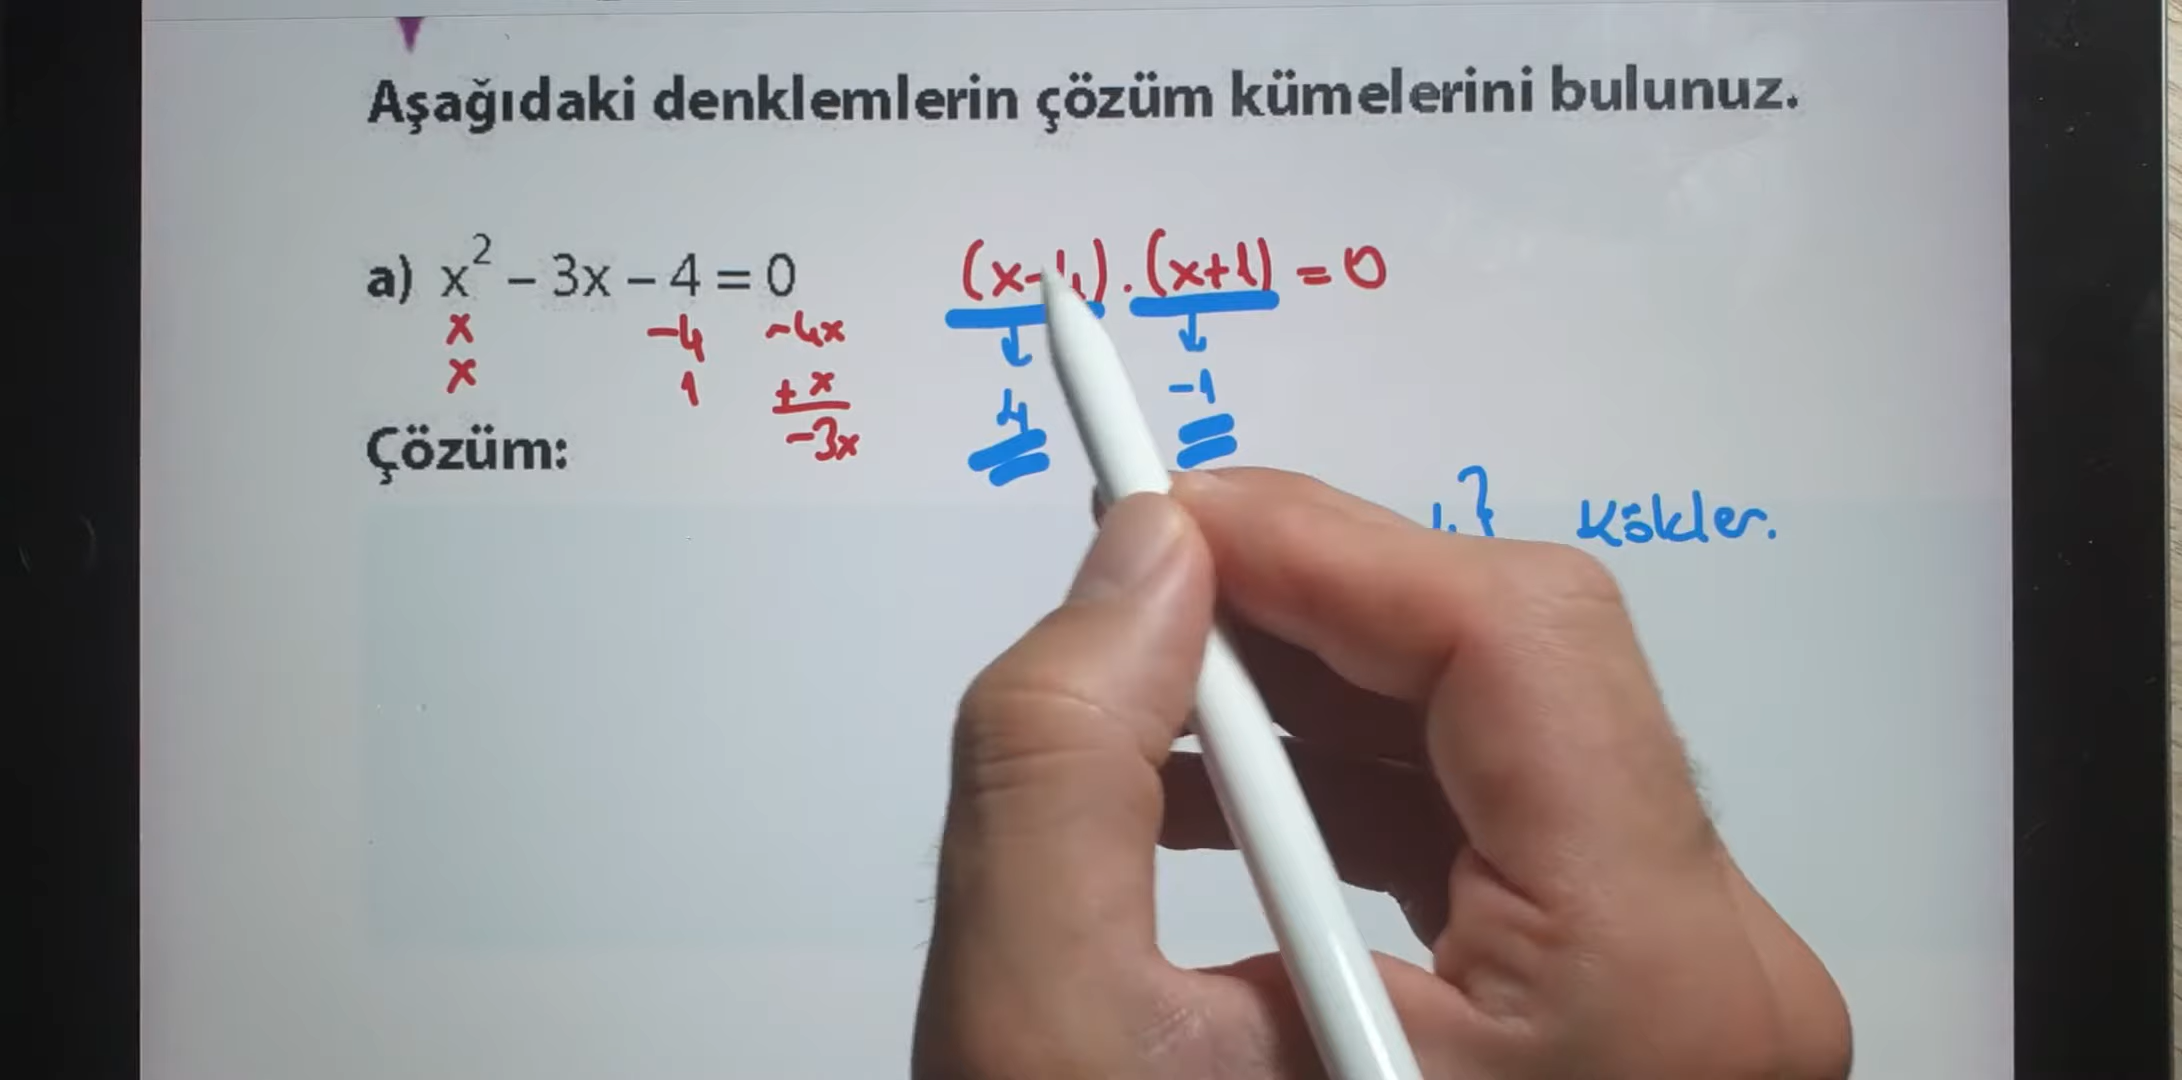 Aşağıdaki denklemlerin çözüm kümelerini bulunuz.
a) x² – 3x – 4 = 0 (x-4).(x+1) = 0
x -4 -4x
x 1 + x
-3x
4 -1
Çözüm:
} Kökler.